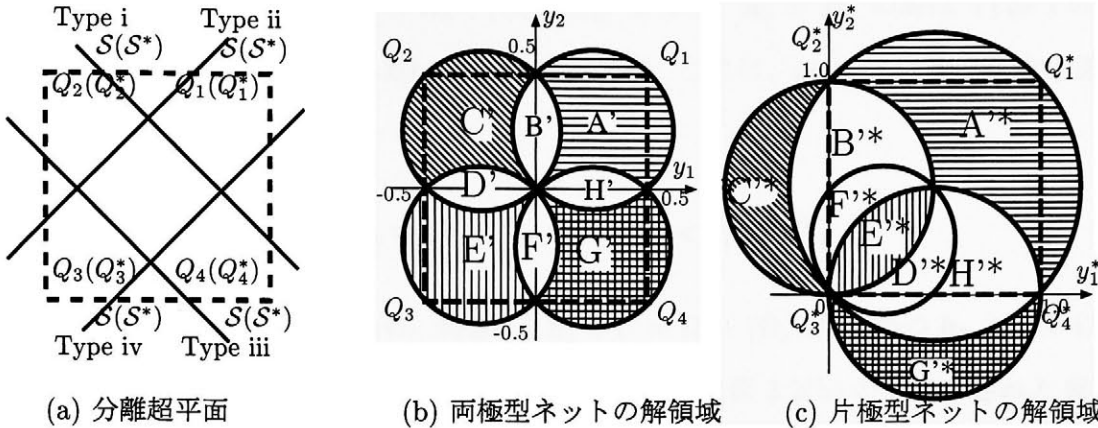 Type i
Type ii
S(S*)
S(S*)
Q2(Q2*)
Q1(Q1*)
Q3(Q3*)
Q4(Q4*)
S(S*)
S(S*)
Type iv
Type iii
(a) 分離超平面
y2
0.5
Q2
Q1
C'
B'
A'
y1
-0.5
D'
H'
0.5
E'
F'
G'
Q3
Q4
-0.5
(b) 両極型ネットの解領域
y2*
Q2*
1.0
Q1*
A'*
B'*
C'*
F'*
E'*
D'*
H'*
y1*
0
1.0
Q3*
Q4*
G'*
(c) 片極型ネットの解領域